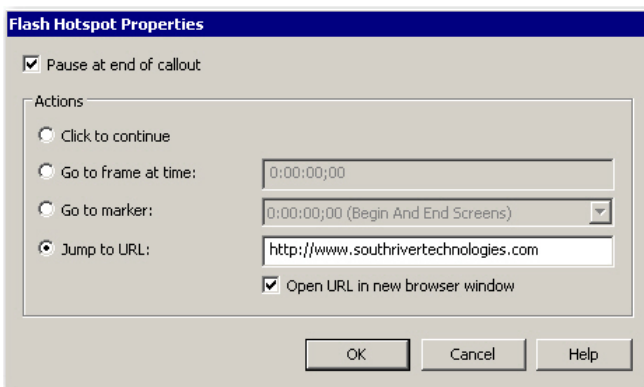 Flash Hotspot Properties
Pause at end of callout
Actions
Click to continue
Go to frame at time: 0:00:00;00
Go to marker: 0:00:00;00 (Begin And End Screens)
Jump to URL: http://www.southrivertechnologies.com
Open URL in new browser window
OK Cancel Help